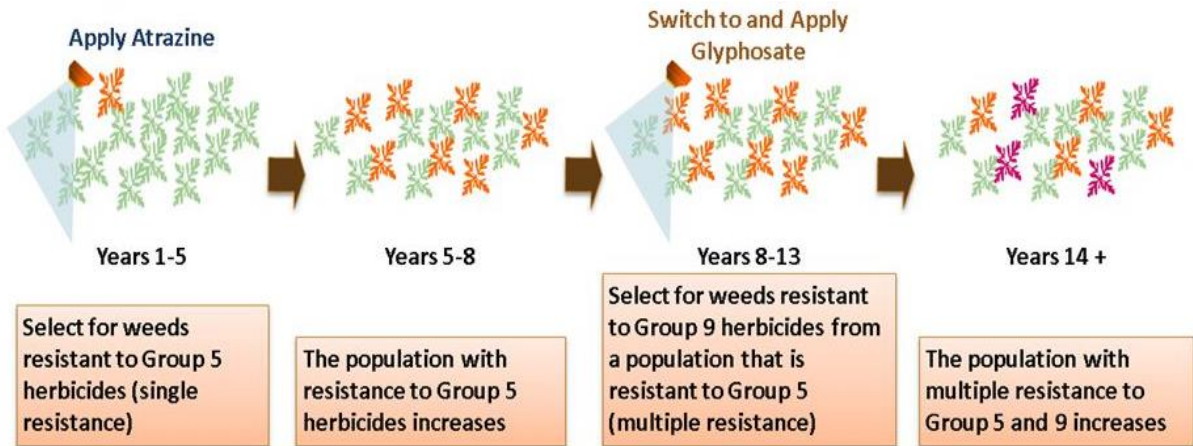 Apply Atrazine
Switch to and Apply
Glyphosate
Years 1-5
Years 5-8
Years 8-13
Years 14 +
Select for weeds
resistant to Group 5
herbicides (single
resistance)
The population with
resistance to Group 5
herbicides increases
Select for weeds resistant
to Group 9 herbicides from
a population that is
resistant to Group 5
(multiple resistance)
The population with
multiple resistance to
Group 5 and 9 increases